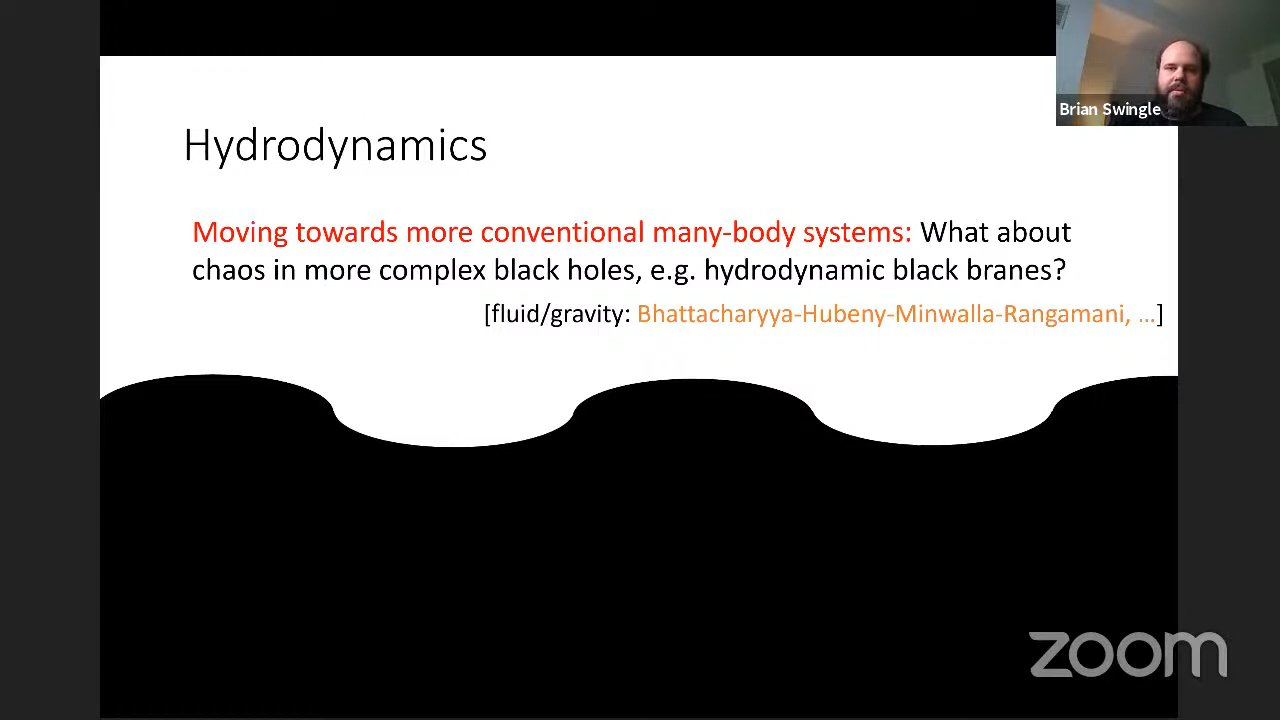 Brian Swingle
Hydrodynamics
Moving towards more conventional many-body systems: What about
chaos in more complex black holes, e.g. hydrodynamic black branes?
[fluid/gravity: Bhattacharyya-Hubeny-Minwalla-Rangamani, …]
zoom